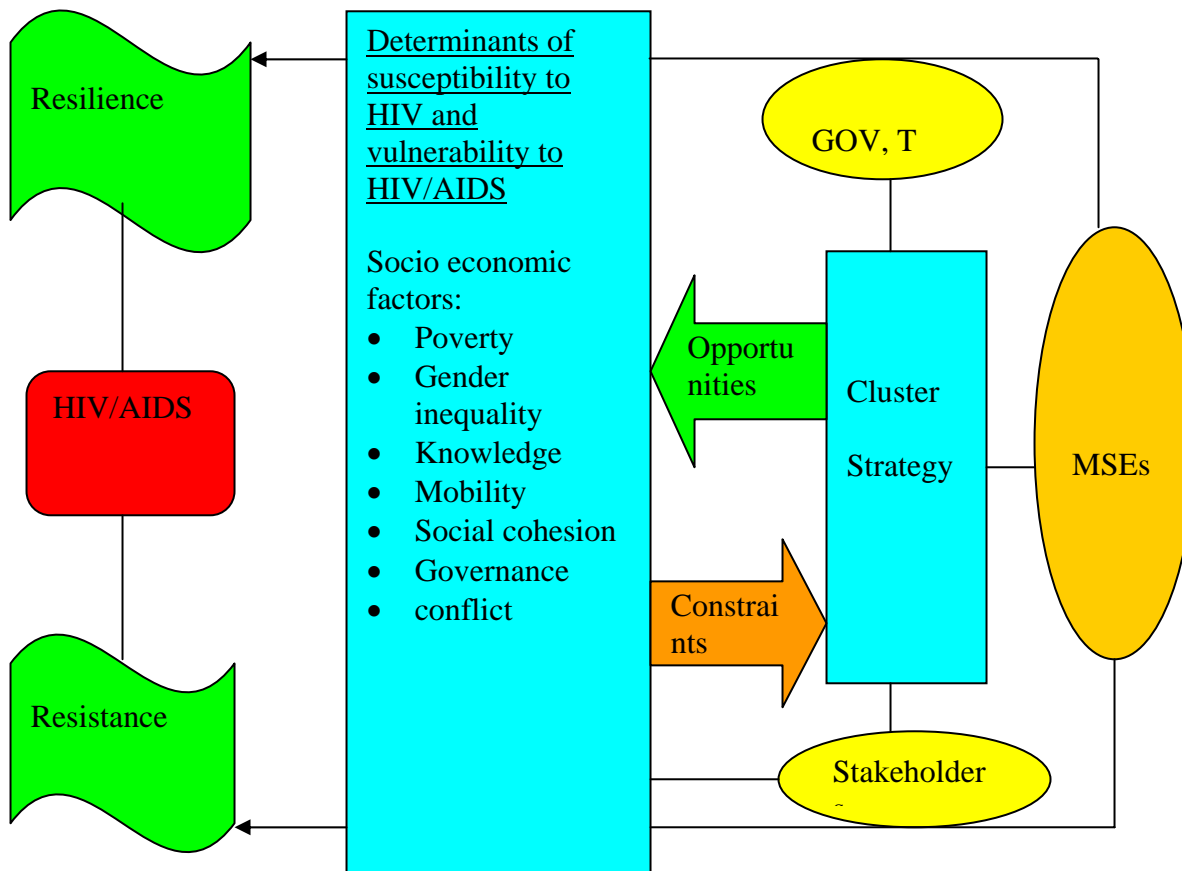 Resilience
HIV/AIDS
Resistance
Determinants of
susceptibility to
HIV and
vulnerability to
HIV/AIDS
Socio economic
factors:
• Poverty
• Gender
inequality
• Knowledge
• Mobility
• Social cohesion
• Governance
• conflict
Opportu
nities
Constrai
nts
GOV, T
Cluster
Strategy
Stakeholder
MSEs